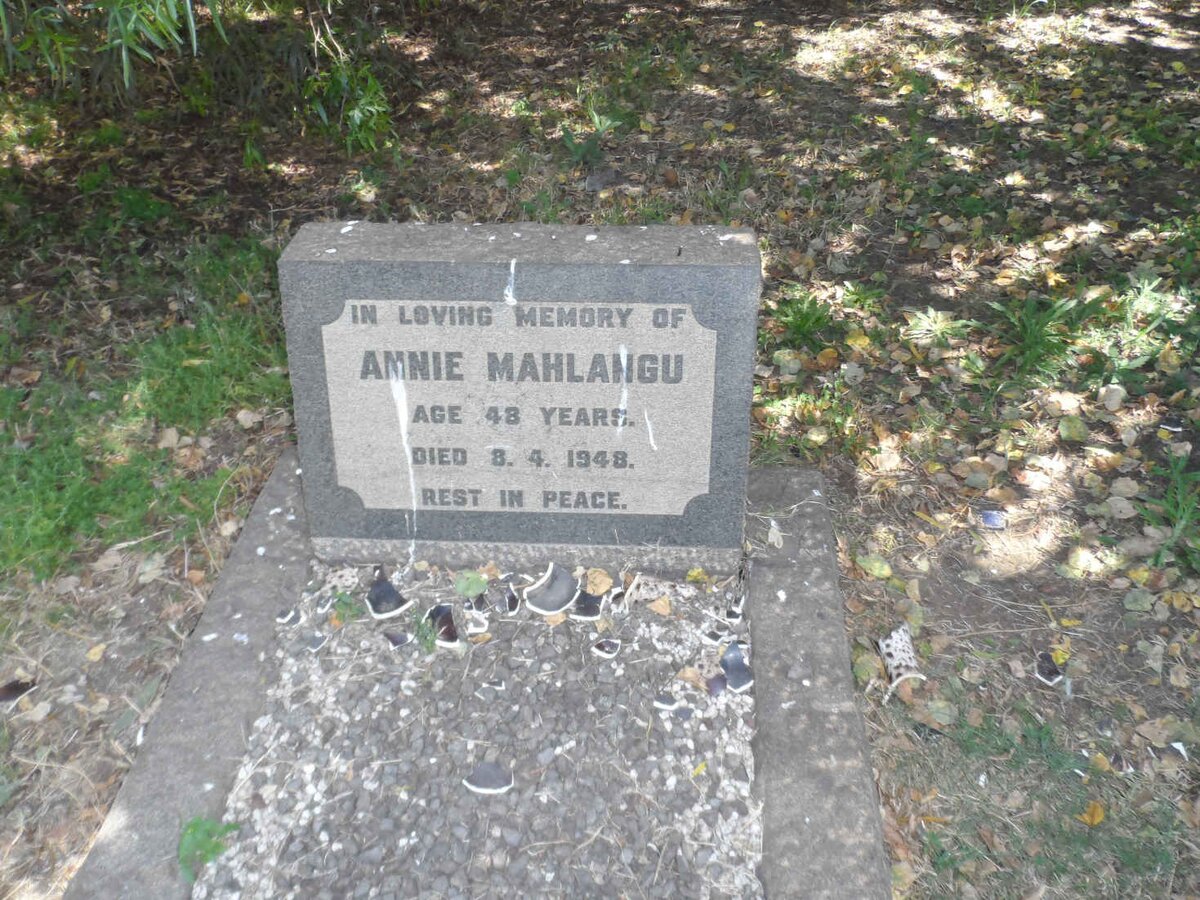 IN LOVING MEMORY OF
ANNIE MAHLANGU
AGE 48 YEARS.
DIED 8. 4. 1948.
REST IN PEACE.